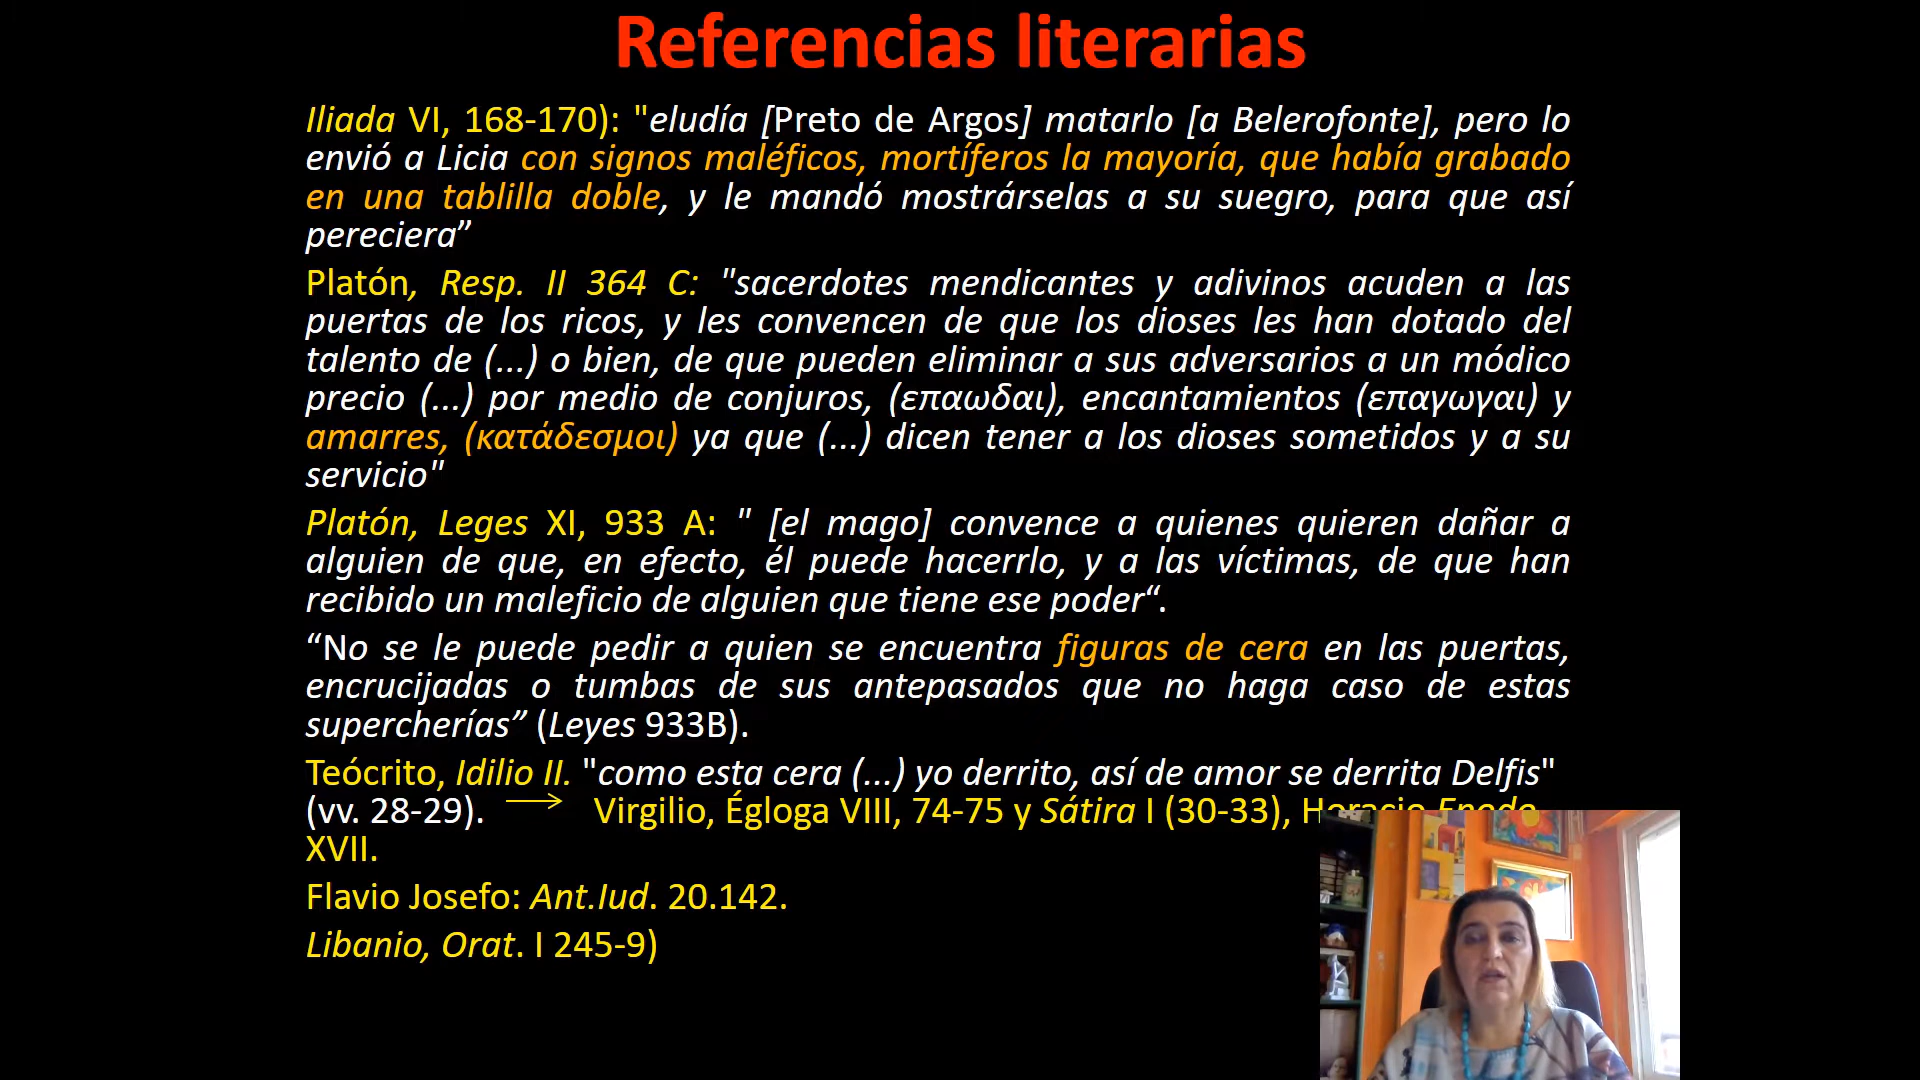 Referencias literarias
Iliada VI, 168-170): "eludía [Preto de Argos] matarlo [a Belerofonte], pero lo
envió a Licia con signos maléficos, mortíferos la mayoría, que había grabado
en una tablilla doble, y le mandó mostrárselas a su suegro, para que así
pereciera”
Platón, Resp. II 364 C: "sacerdotes mendicantes y adivinos acuden a las
puertas de los ricos, y les convencen de que los dioses les han dotado del
talento de (...) o bien, de que pueden eliminar a sus adversarios a un módico
precio (...) por medio de conjuros, (επαωδαι), encantamientos (επαγωγαι) y
amarres, (κατάδεσμοι) ya que (...) dicen tener a los dioses sometidos y a su
servicio"
Platón, Leges XI, 933 A: " [el mago] convence a quienes quieren dañar a
alguien de que, en efecto, él puede hacerrlo, y a las víctimas, de que han
recibido un maleficio de alguien que tiene ese poder“.
“No se le puede pedir a quien se encuentra figuras de cera en las puertas,
encrucijadas o tumbas de sus antepasados que no haga caso de estas
supercherías” (Leyes 933B).
Teócrito, Idilio II. "como esta cera (...) yo derrito, así de amor se derrita Delfis"
(vv. 28-29). → Virgilio, Égloga VIII, 74-75 y Sátira I (30-33), Horacio
XVII.
Flavio Josefo: Ant.Iud. 20.142.
Libanio, Orat. I 245-9)